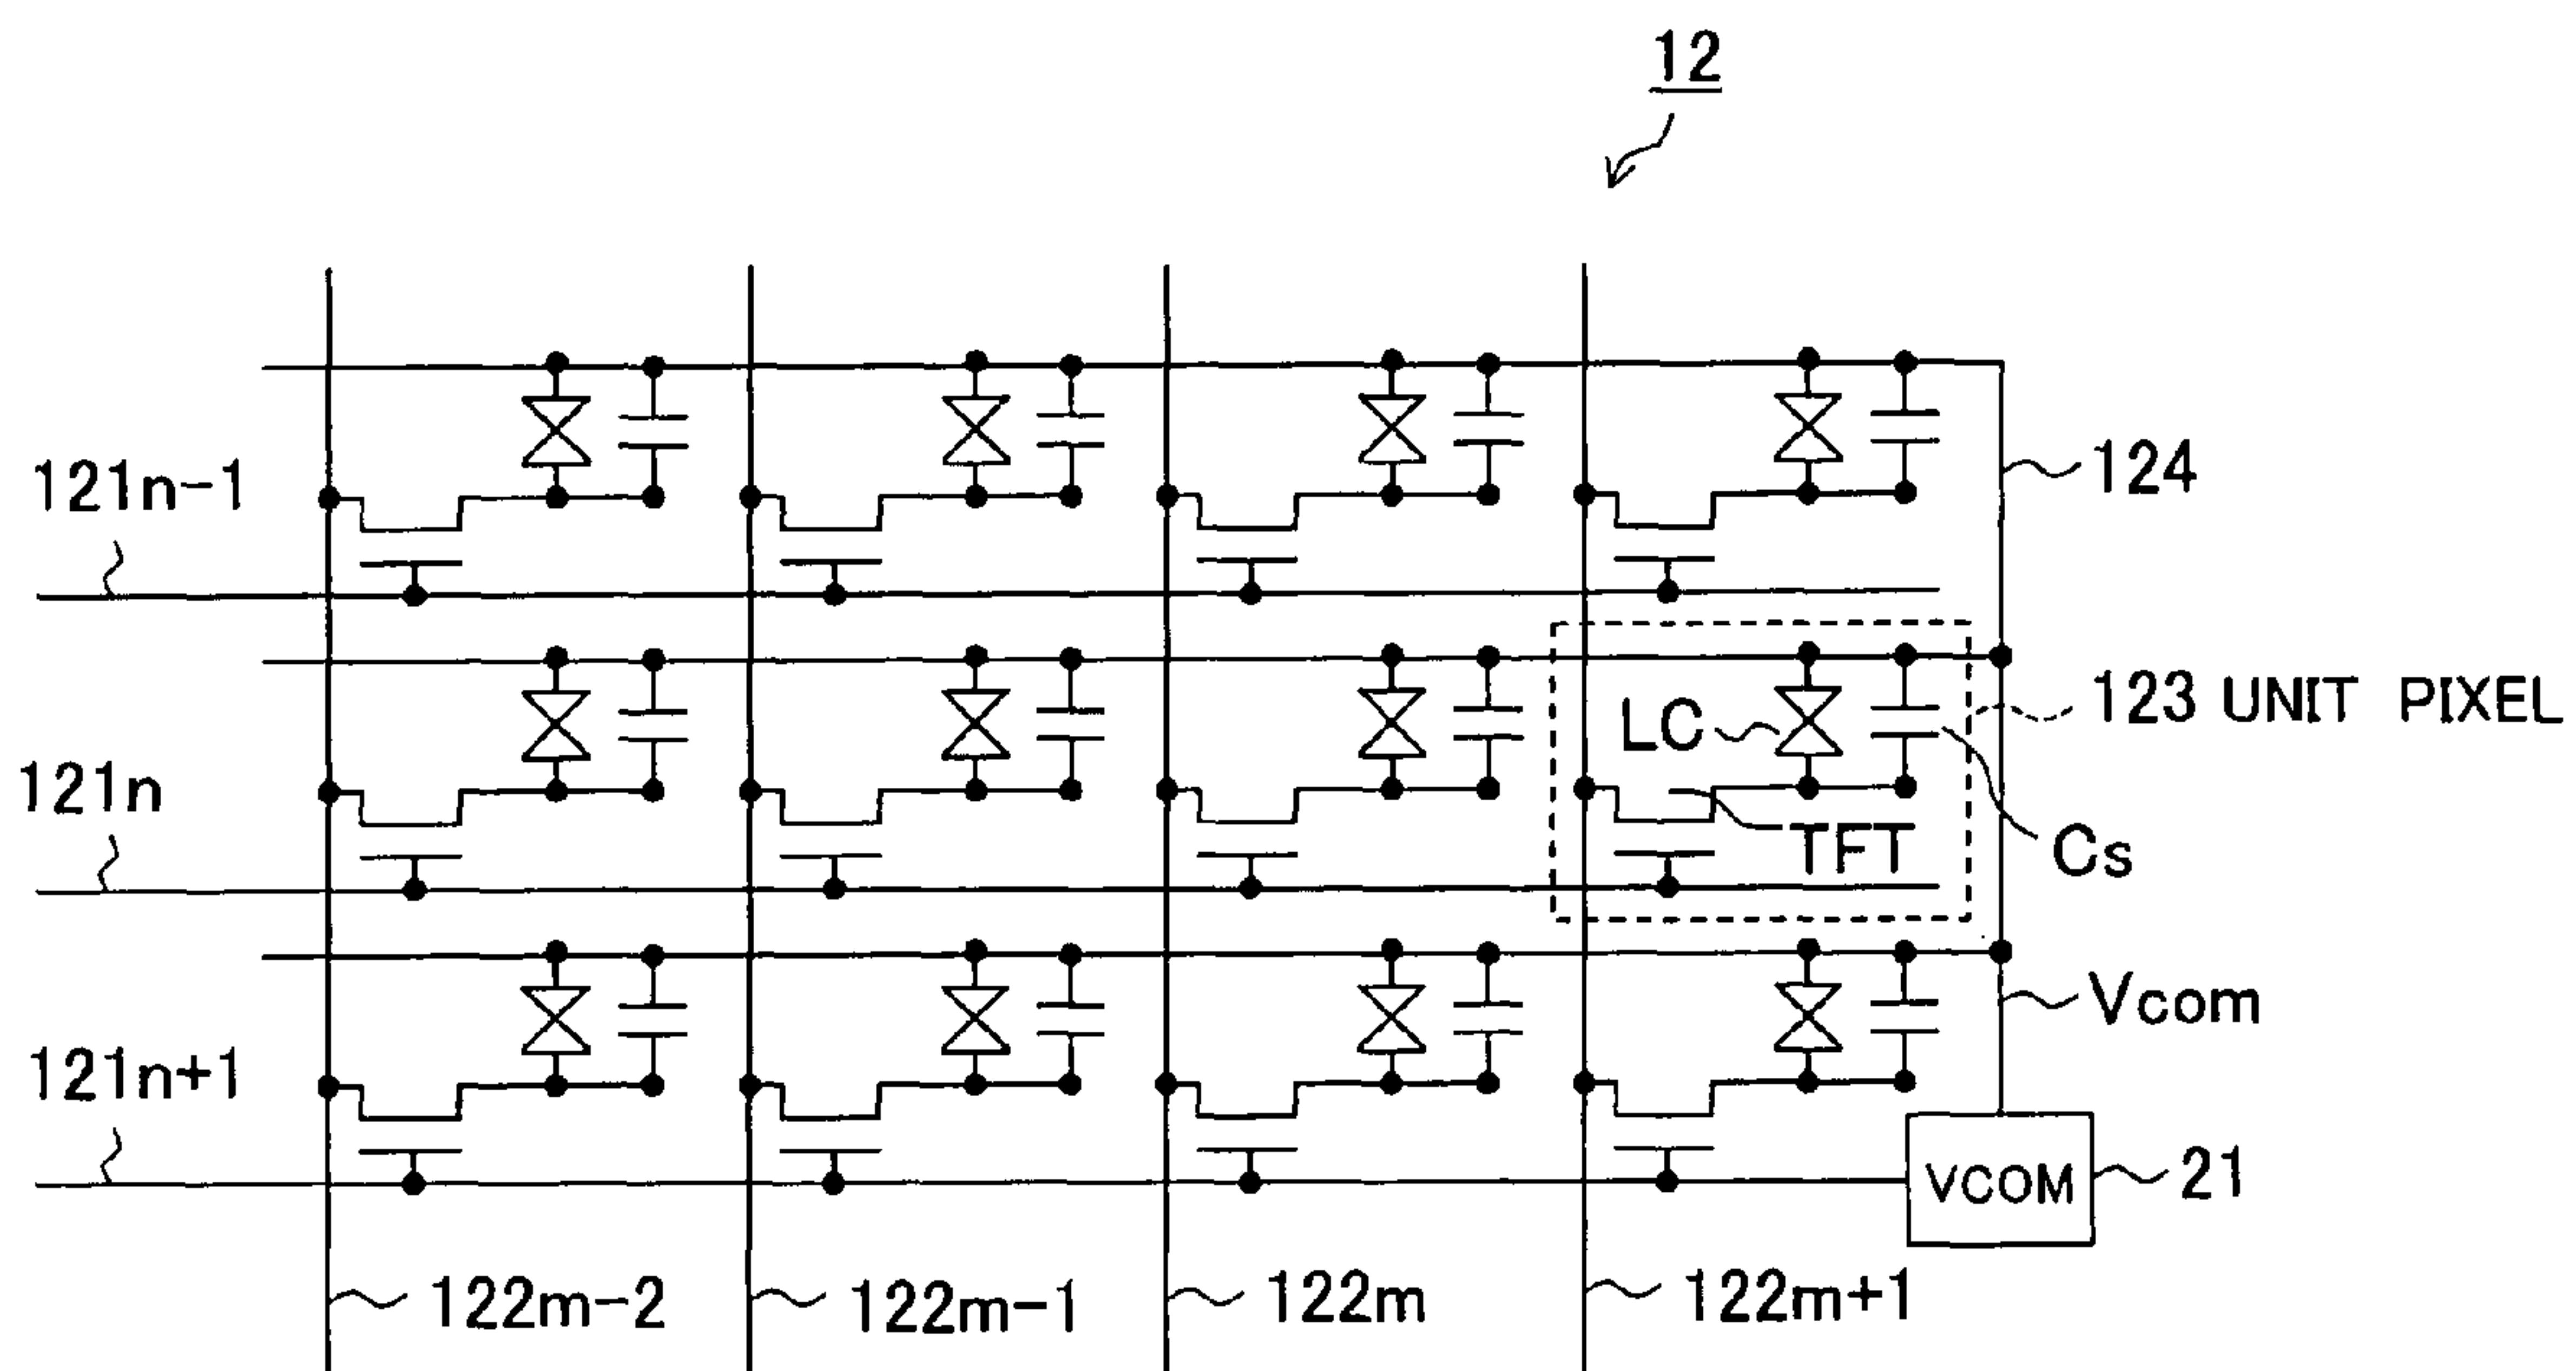 12
121n-1
124
123 UNIT PIXEL
LC
121n
TFT
Cs
Vcom
121n+1
VCOM
21
122m-2
122m-1
122m
122m+1